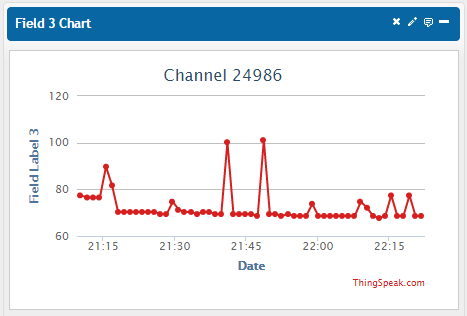 Field 3 Chart
Channel 24986
120
100
80
60
Field Label 3
21:15 21:30 21:45 22:00 22:15
Date
ThingSpeak.com